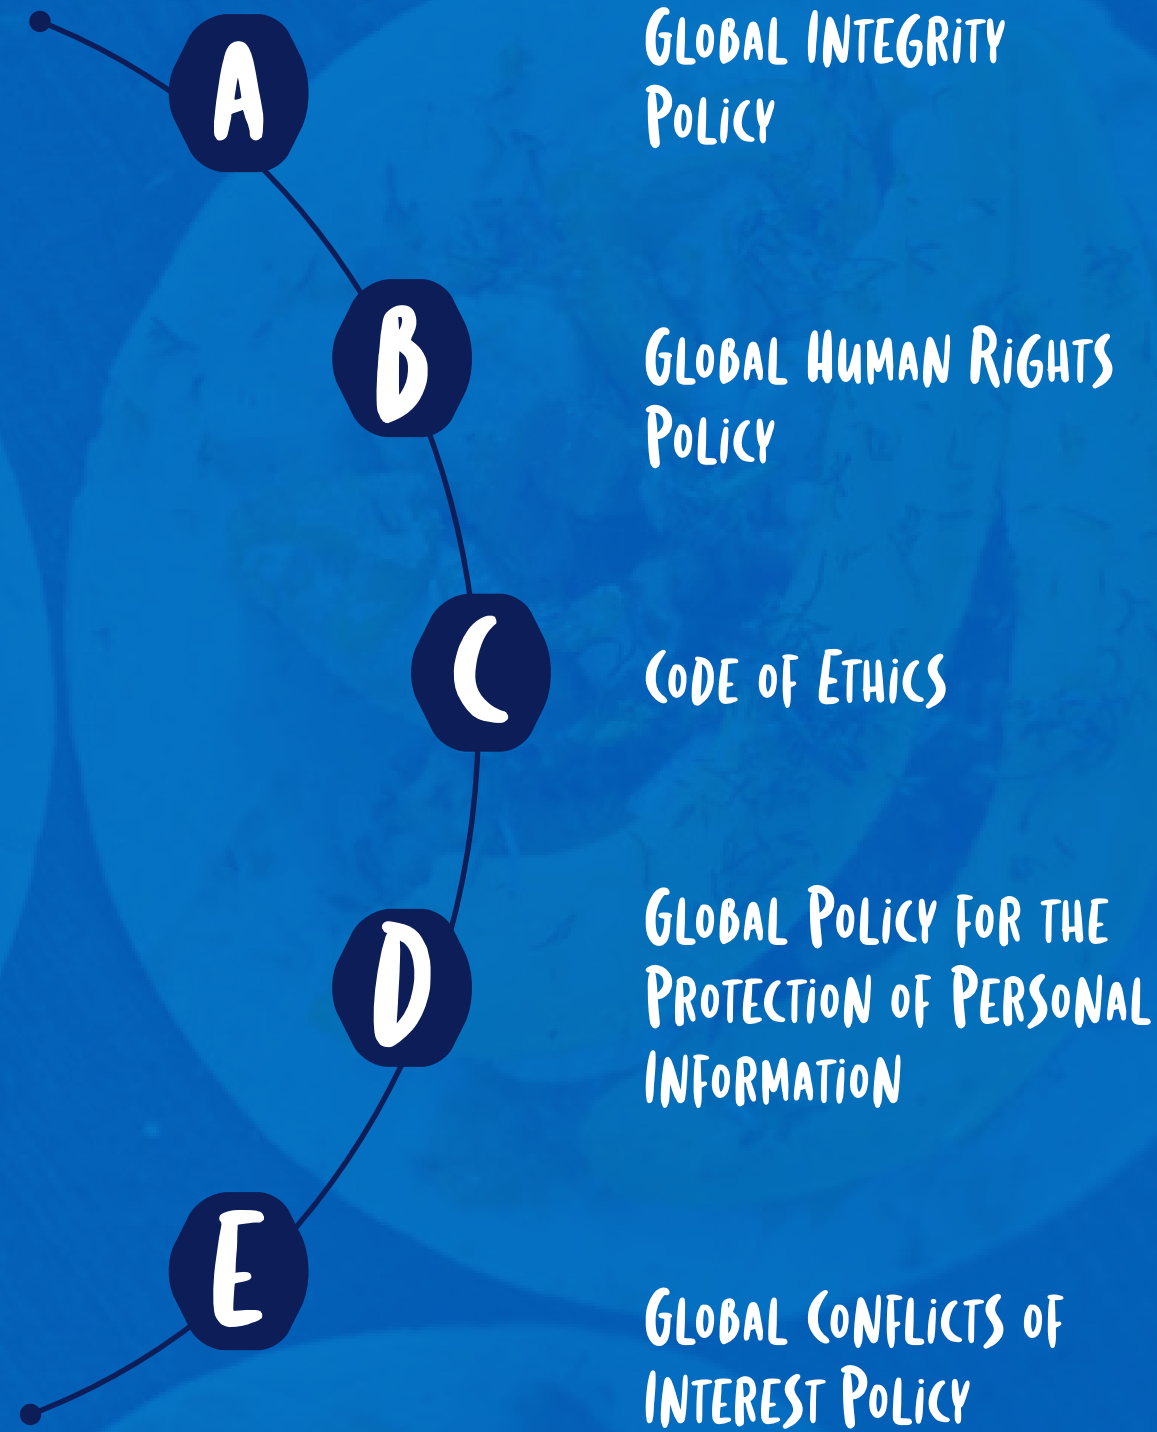 A
Global Integrity
Policy
B
Global Human Rights
Policy
C
Code of Ethics
D
Global Policy for the
Protection of Personal
Information
E
Global Conflicts of
Interest Policy